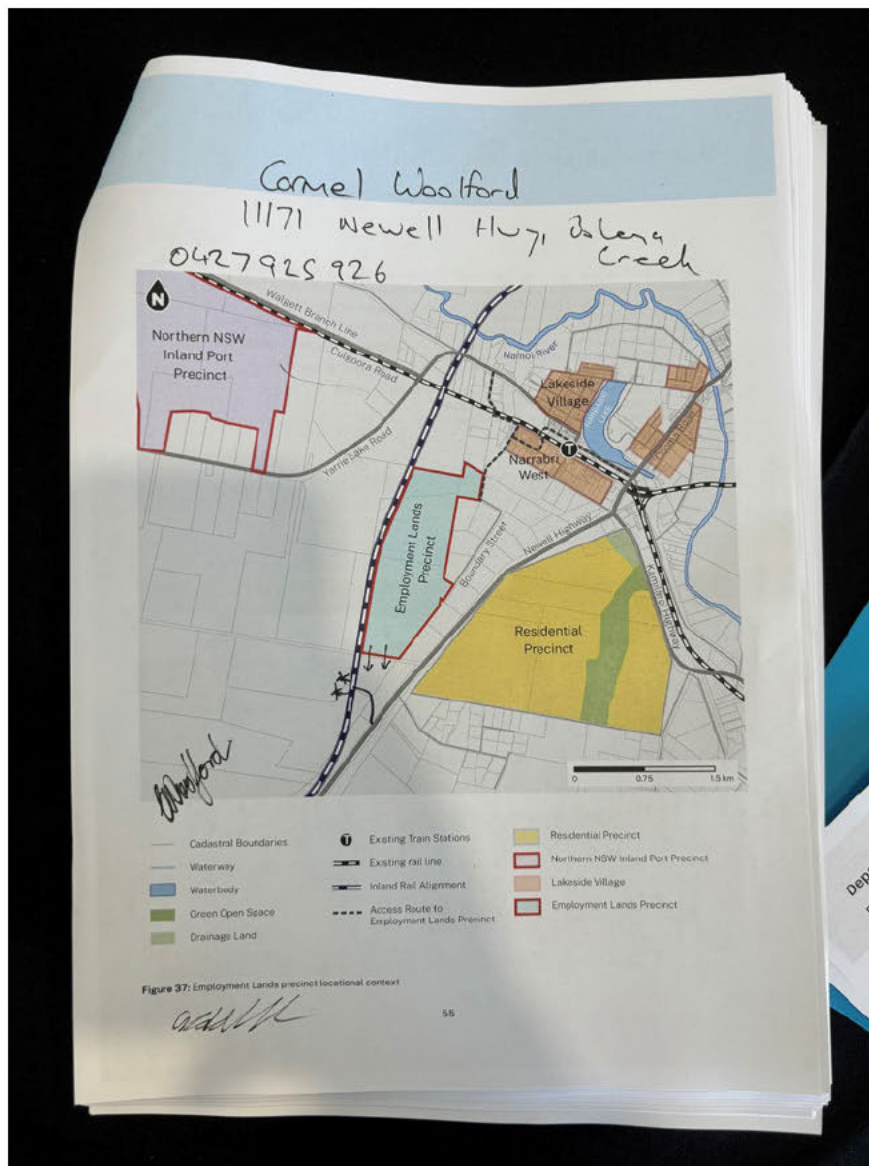 Carmel Woolford
11171 Newell Hwy, Bohena
Creek
0427925926
N
Walgett Branch Line
Culgoora Road
Northern NSW
Inland Port
Precinct
Namoi River
Lakeside
Village
Yarrie Lake Road
Narrabri
West
T
Employment Lands
Precinct
Boundary Street
Newell Highway
Kamilaroi Highway
Residential
Precinct
0 0.75 1.5 km
Cadastral Boundaries
Waterway
Waterbody
Green Open Space
Drainage Land
T Existing Train Stations
Existing rail line
Inland Rail Alignment
Access Route to
Employment Lands Precinct
Residential Precinct
Northern NSW Inland Port Precinct
Lakeside Village
Employment Lands Precinct
Figure 37: Employment Lands precinct locational context
55